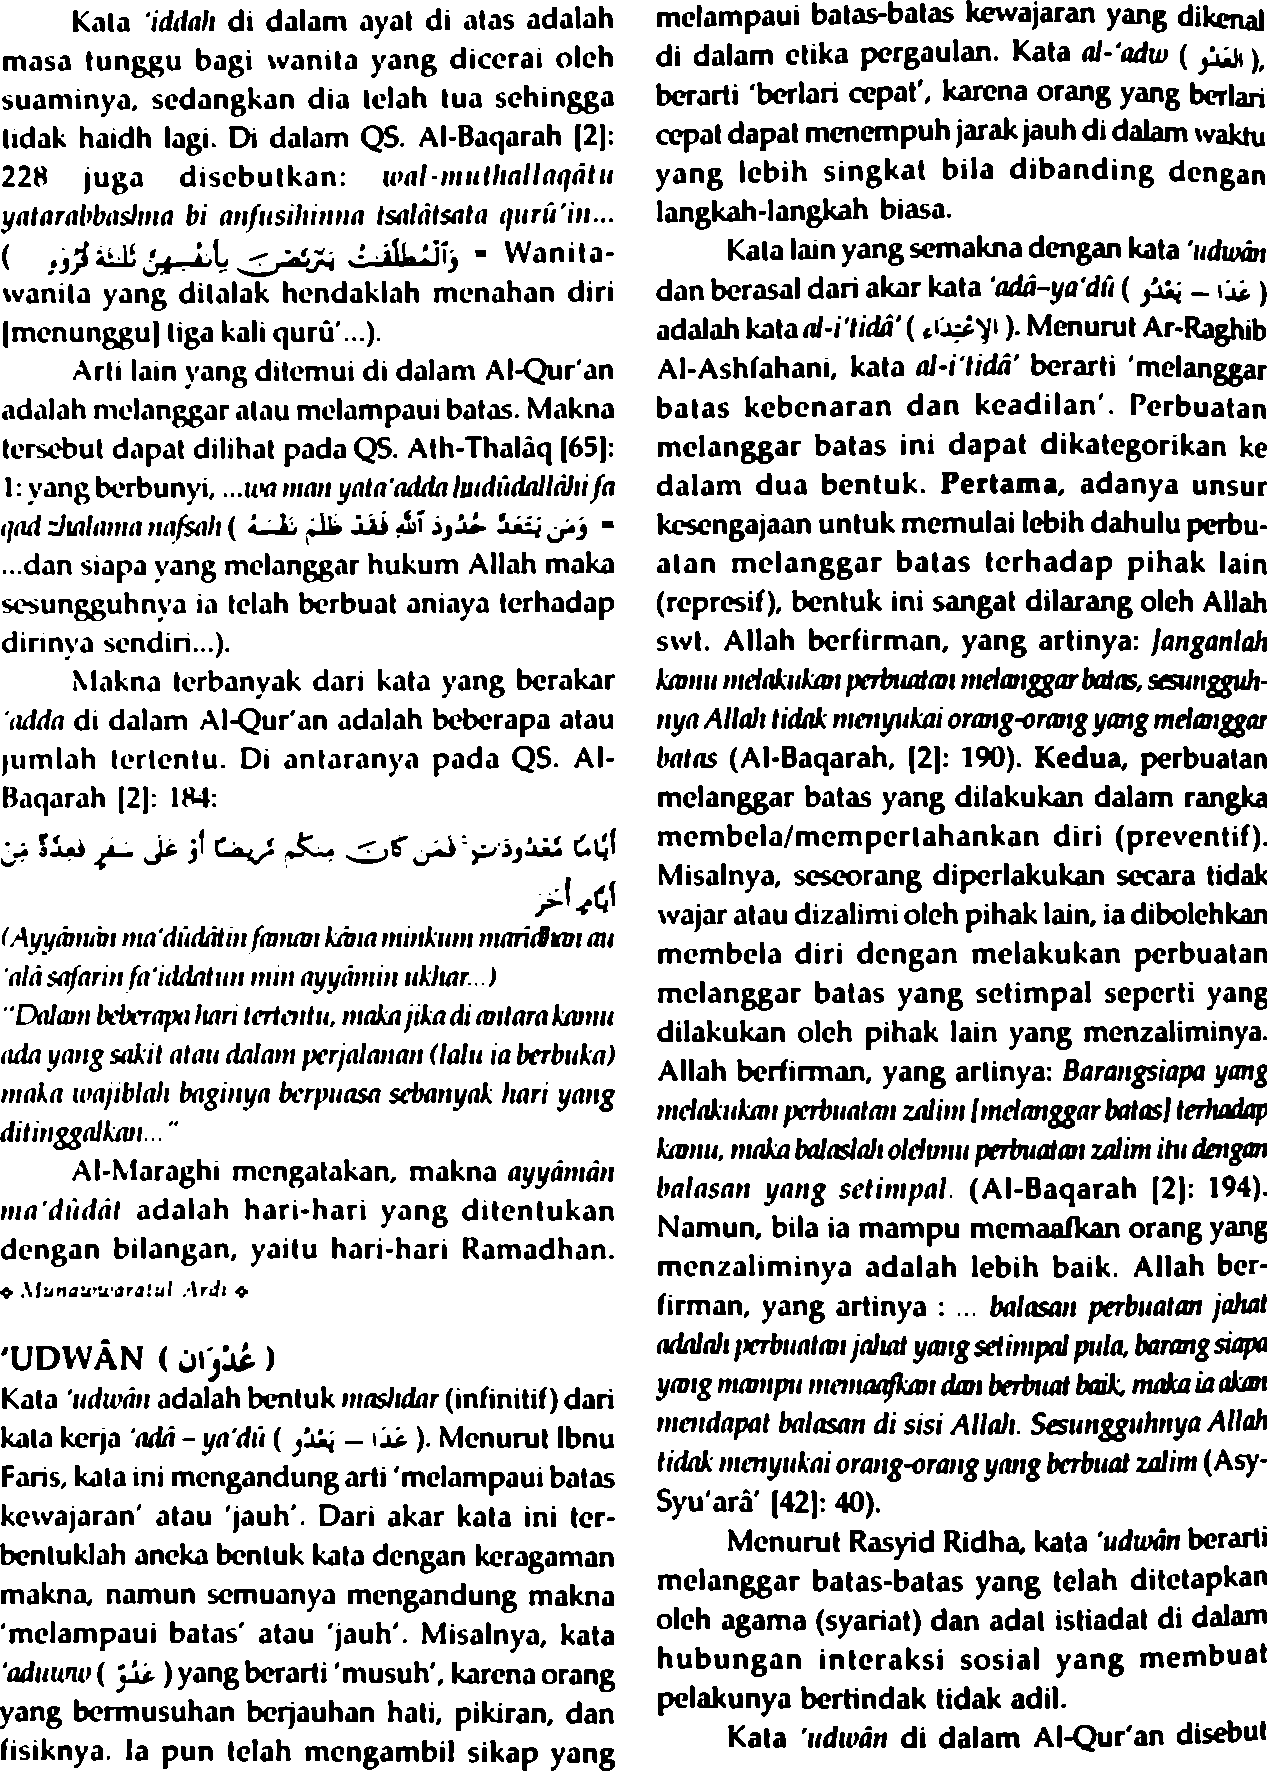 Kata 'iddah di dalam ayat di atas adalah
masa tunggu bagi wanita yang dicerai oleh
suaminya, sedangkan dia telah tua sehingga
tidak haidh lagi. Di dalam QS. Al-Baqarah [2]:
228 juga disebutkan: wal-muthallaqâtu
yatarabbashna bi anfusihinna tsalâtsata qurû'in...
( وَٱلْمُطَلَّقَـٰتُ يَتَرَبَّصْنَ بِأَنفُسِهِنَّ ثَلَـٰثَةَ قُرُوٓءٍ = Wanita-
wanita yang ditalak hendaklah menahan diri
[menunggu] tiga kali qurû'...).
Arti lain yang ditemui di dalam Al-Qur'an
adalah melanggar atau melampaui batas. Makna
tersebut dapat dilihat pada QS. Ath-Thalâq [65]:
1: yang berbunyi, ...wa man yata'adda hudûdallâhi fa
qad zhalama nafsah ( وَمَن يَتَعَدَّ حُدُودَ ٱللَّهِ فَقَدْ ظَلَمَ نَفْسَهُ =
...dan siapa yang melanggar hukum Allah maka
sesungguhnya ia telah berbuat aniaya terhadap
dirinya sendiri...).
Makna terbanyak dari kata yang berakar
'adda di dalam Al-Qur'an adalah beberapa atau
jumlah tertentu. Di antaranya pada QS. Al-
Baqarah [2]: 184:
أَيَّامًا مَّعْدُودَٰتٍ ۚ فَمَن كَانَ مِنكُم مَّرِيضًا أَوْ عَلَىٰ سَفَرٍ فَعِدَّةٌ مِّنْ
أَيَّامٍ أُخَرَ
(Ayyâmân ma'dûdâtin faman kâna minkum marîdhan au
'alâ safarin fa'iddatun min ayyâmin ukhar...)
"Dalam beberapa hari tertentu, maka jika di antara kamu
ada yang sakit atau dalam perjalanan (lalu ia berbuka)
maka wajiblah baginya berpuasa sebanyak hari yang
ditinggalkan..."
Al-Maraghi mengatakan, makna ayyâmân
ma'dûdât adalah hari-hari yang ditentukan
dengan bilangan, yaitu hari-hari Ramadhan.
❖ Munawwaratul Ardi ❖
'UDWÂN ( عُدْوَان )
Kata 'udwân adalah bentuk mashdar (infinitif) dari
kata kerja 'adâ – ya'dû ( عَدَا – يَعْدُو ). Menurut Ibnu
Faris, kata ini mengandung arti 'melampaui batas
kewajaran' atau 'jauh'. Dari akar kata ini ter-
bentuklah aneka bentuk kata dengan keragaman
makna, namun semuanya mengandung makna
'melampaui batas' atau 'jauh'. Misalnya, kata
'aduww ( عَدُوّ ) yang berarti 'musuh', karena orang
yang bermusuhan berjauhan hati, pikiran, dan
fisiknya. Ia pun telah mengambil sikap yang
melampaui batas-batas kewajaran yang dikenal
di dalam etika pergaulan. Kata al-'adw ( العَدْو ),
berarti 'berlari cepat', karena orang yang berlari
cepat dapat menempuh jarak jauh di dalam waktu
yang lebih singkat bila dibanding dengan
langkah-langkah biasa.
Kata lain yang semakna dengan kata 'udwân
dan berasal dari akar kata 'adâ–ya'dû ( عَدَا – يَعْدُو )
adalah kata al-i'tidâ' ( الإِعْتِدَاء ). Menurut Ar-Raghib
Al-Ashfahani, kata al-i'tidâ' berarti 'melanggar
batas kebenaran dan keadilan'. Perbuatan
melanggar batas ini dapat dikategorikan ke
dalam dua bentuk. Pertama, adanya unsur
kesengajaan untuk memulai lebih dahulu perbu-
atan melanggar batas terhadap pihak lain
(represif), bentuk ini sangat dilarang oleh Allah
swt. Allah berfirman, yang artinya: Janganlah
kamu melakukan perbuatan melanggar batas, sesungguh-
nya Allah tidak menyukai orang-orang yang melanggar
batas (Al-Baqarah, [2]: 190). Kedua, perbuatan
melanggar batas yang dilakukan dalam rangka
membela/mempertahankan diri (preventif).
Misalnya, seseorang diperlakukan secara tidak
wajar atau dizalimi oleh pihak lain, ia dibolehkan
membela diri dengan melakukan perbuatan
melanggar batas yang setimpal seperti yang
dilakukan oleh pihak lain yang menzaliminya.
Allah berfirman, yang artinya: Barangsiapa yang
melakukan perbuatan zalim [melanggar batas] terhadap
kamu, maka balaslah olehmu perbuatan zalim itu dengan
balasan yang setimpal. (Al-Baqarah [2]: 194).
Namun, bila ia mampu memaafkan orang yang
menzaliminya adalah lebih baik. Allah ber-
firman, yang artinya : ... balasan perbuatan jahat
adalah perbuatan jahat yang setimpal pula, barang siapa
yang mampu memaafkan dan berbuat baik, maka ia akan
mendapat balasan di sisi Allah. Sesungguhnya Allah
tidak menyukai orang-orang yang berbuat zalim (Asy-
Syu'arâ' [42]: 40).
Menurut Rasyid Ridha, kata 'udwân berarti
melanggar batas-batas yang telah ditetapkan
oleh agama (syariat) dan adat istiadat di dalam
hubungan interaksi sosial yang membuat
pelakunya bertindak tidak adil.
Kata 'udwân di dalam Al-Qur'an disebut